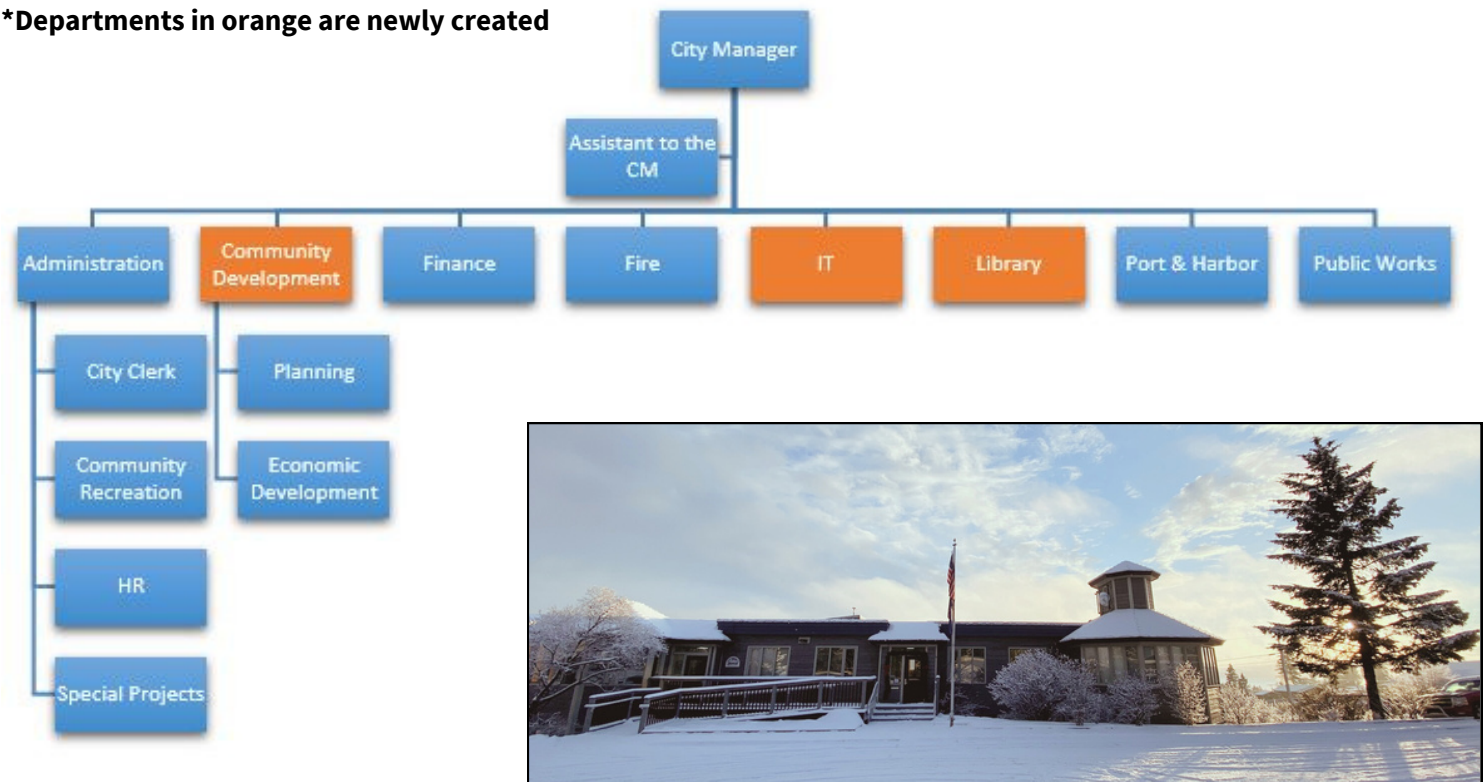 *Departments in orange are newly created
City Manager
Assistant to the
CM
Administration
Community
Development
Finance
Fire
IT
Library
Port & Harbor
Public Works
City Clerk
Community
Recreation
HR
Special Projects
Planning
Economic
Development